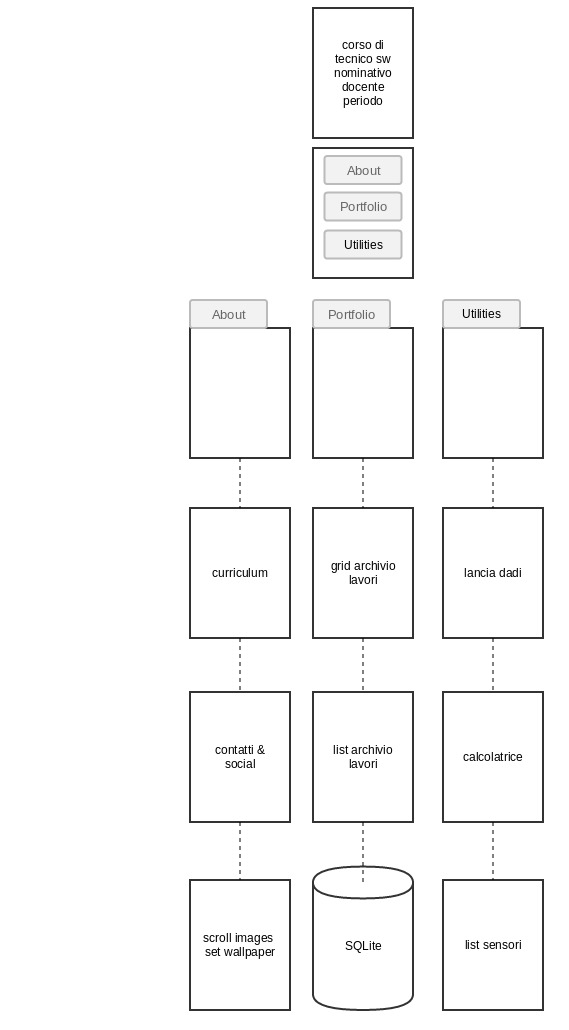 corso di
tecnico sw
nominativo
docente
periodo
About
Portfolio
Utilities
About
Portfolio
Utilities
curriculum
grid archivio
lavori
lancia dadi
contatti &
social
list archivio
lavori
calcolatrice
scroll images
set wallpaper
SQLite
list sensori